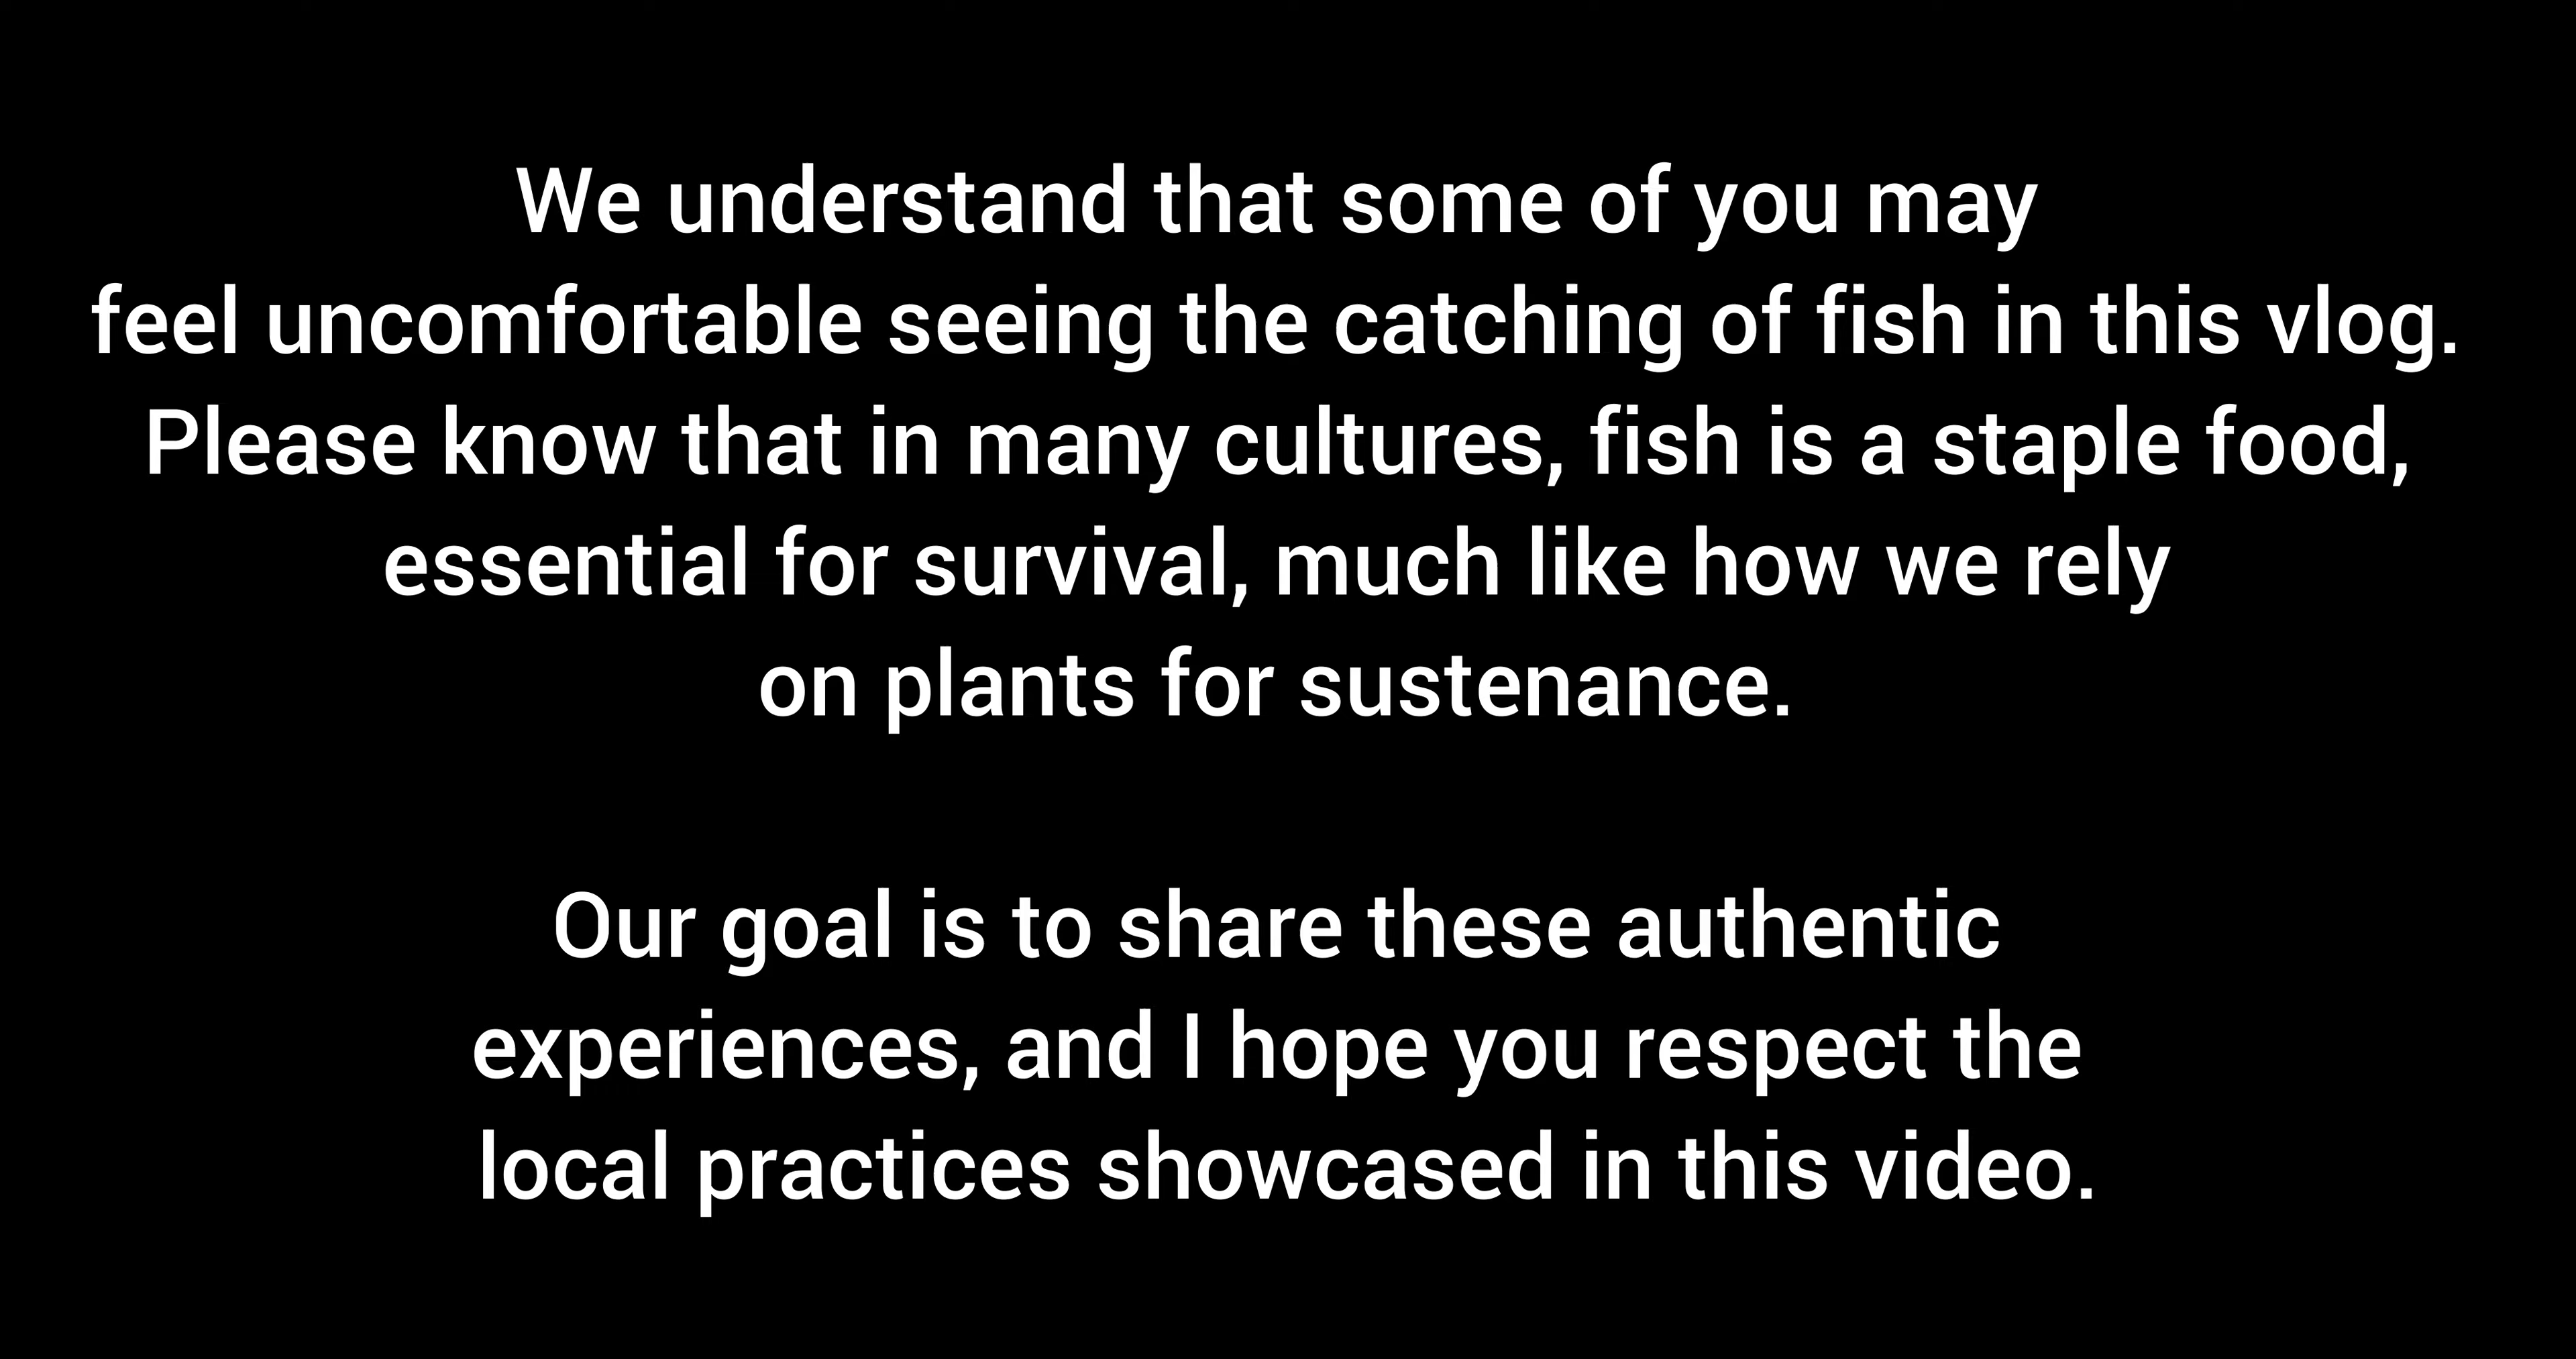 We understand that some of you may
feel uncomfortable seeing the catching of fish in this vlog.
Please know that in many cultures, fish is a staple food,
essential for survival, much like how we rely
on plants for sustenance.
Our goal is to share these authentic
experiences, and I hope you respect the
local practices showcased in this video.